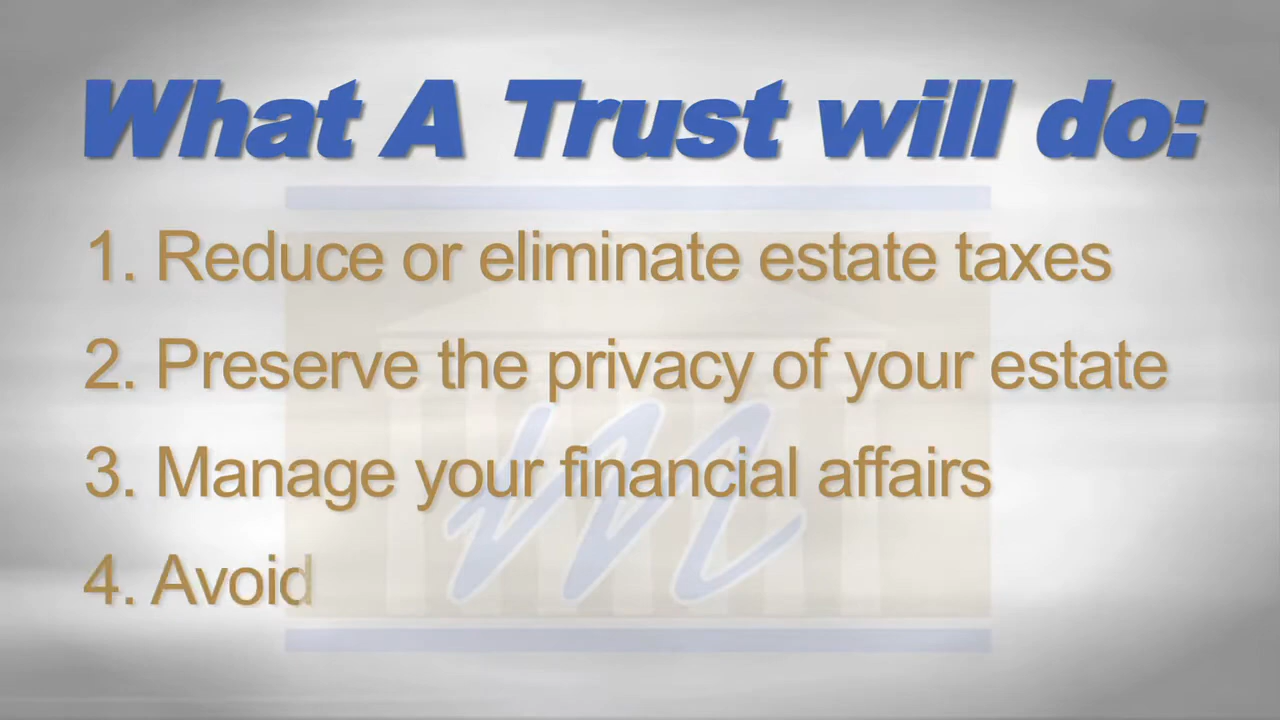 What A Trust will do:
1. Reduce or eliminate estate taxes
2. Preserve the privacy of your estate
3. Manage your financial affairs
4. Avoid